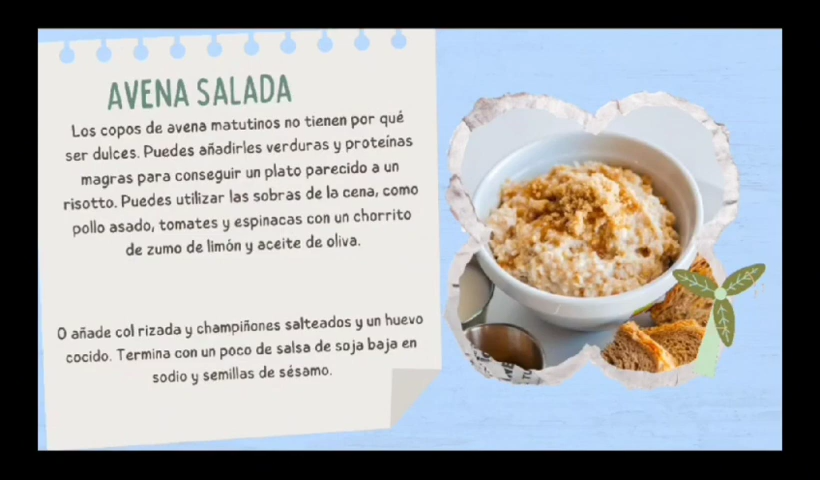 AVENA SALADA
Los copos de avena matutinos no tienen por qué
ser dulces. Puedes añadirles verduras y proteínas
magras para conseguir un plato parecido a un
risotto. Puedes utilizar las sobras de la cena, como
pollo asado, tomates y espinacas con un chorrito
de zumo de limón y aceite de oliva.
O añade col rizada y champiñones salteados y un huevo
cocido. Termina con un poco de salsa de soja baja en
sodio y semillas de sésamo.